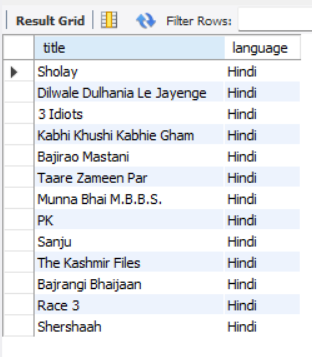 Result Grid Filter Rows:
title language
Sholay Hindi
Dilwale Dulhania Le Jayenge Hindi
3 Idiots Hindi
Kabhi Khushi Kabhie Gham Hindi
Bajirao Mastani Hindi
Taare Zameen Par Hindi
Munna Bhai M.B.B.S. Hindi
PK Hindi
Sanju Hindi
The Kashmir Files Hindi
Bajrangi Bhaijaan Hindi
Race 3 Hindi
Shershaah Hindi